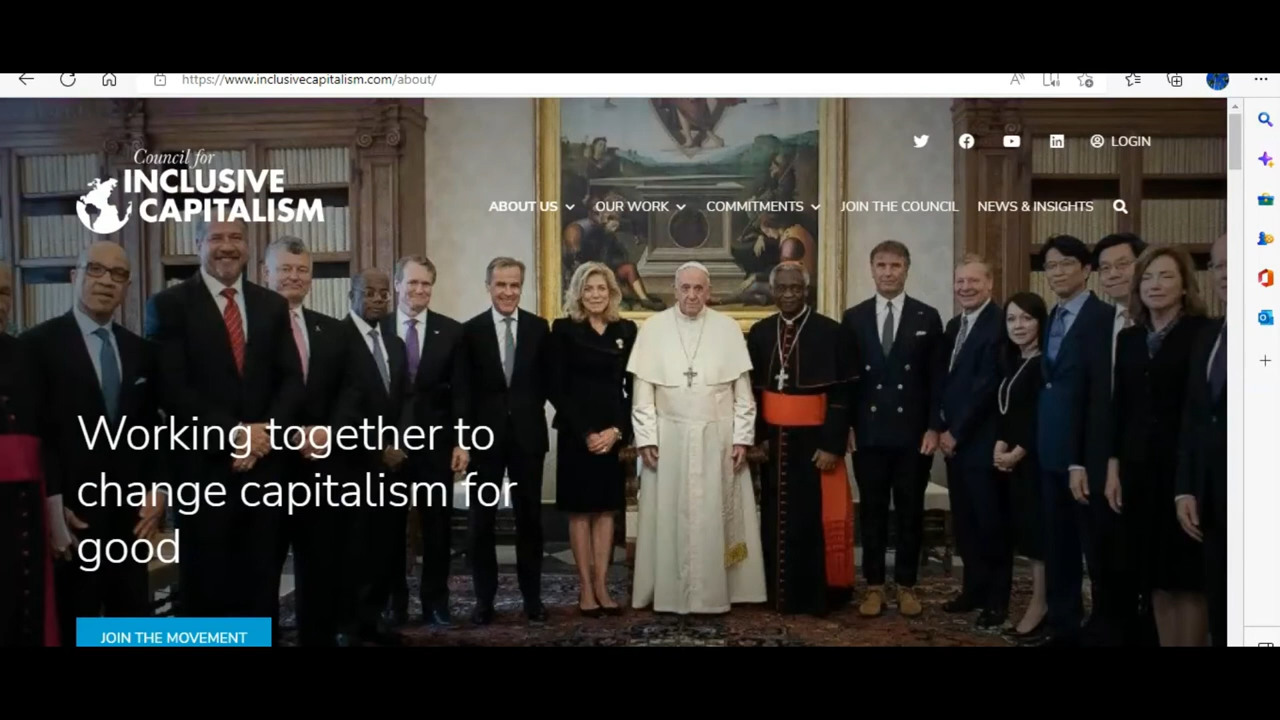 https://www.inclusivecapitalism.com/about/
LOGIN
Council for
INCLUSIVE
CAPITALISM
ABOUT US OUR WORK COMMITMENTS JOIN THE COUNCIL NEWS & INSIGHTS
Working together to
change capitalism for
good
JOIN THE MOVEMENT